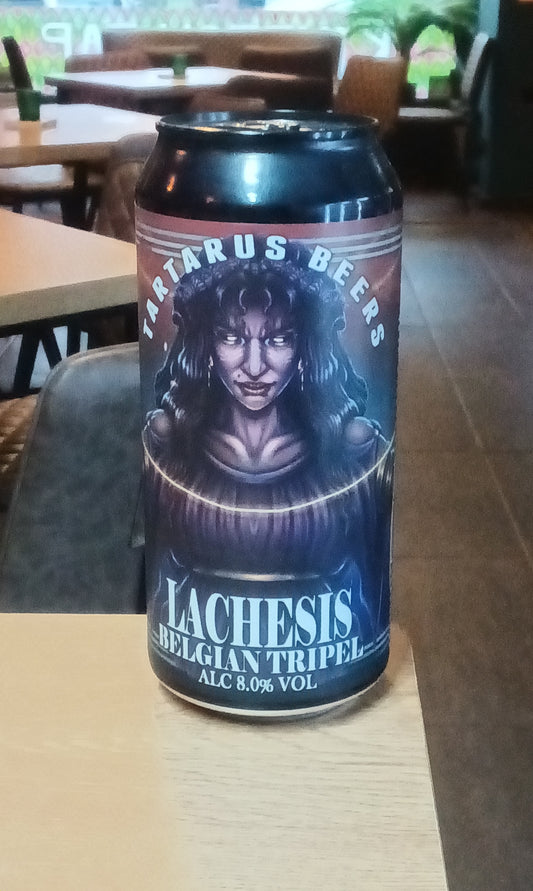 TARTARUS BEERS
LACHESIS
BELGIAN TRIPEL
ALC 8.0% VOL